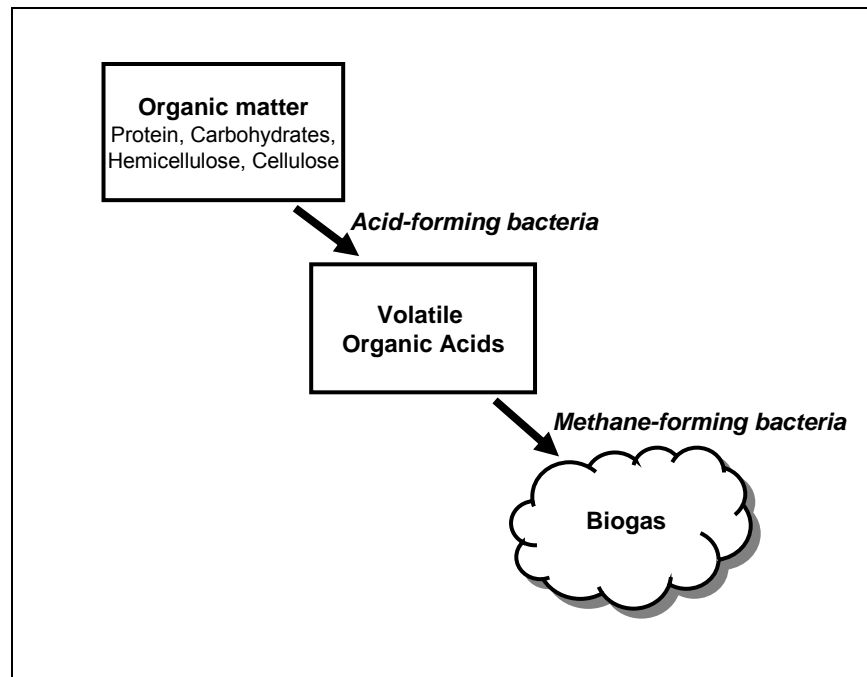 Organic matter
Protein, Carbohydrates,
Hemicellulose, Cellulose
Acid-forming bacteria
Volatile
Organic Acids
Methane-forming bacteria
Biogas